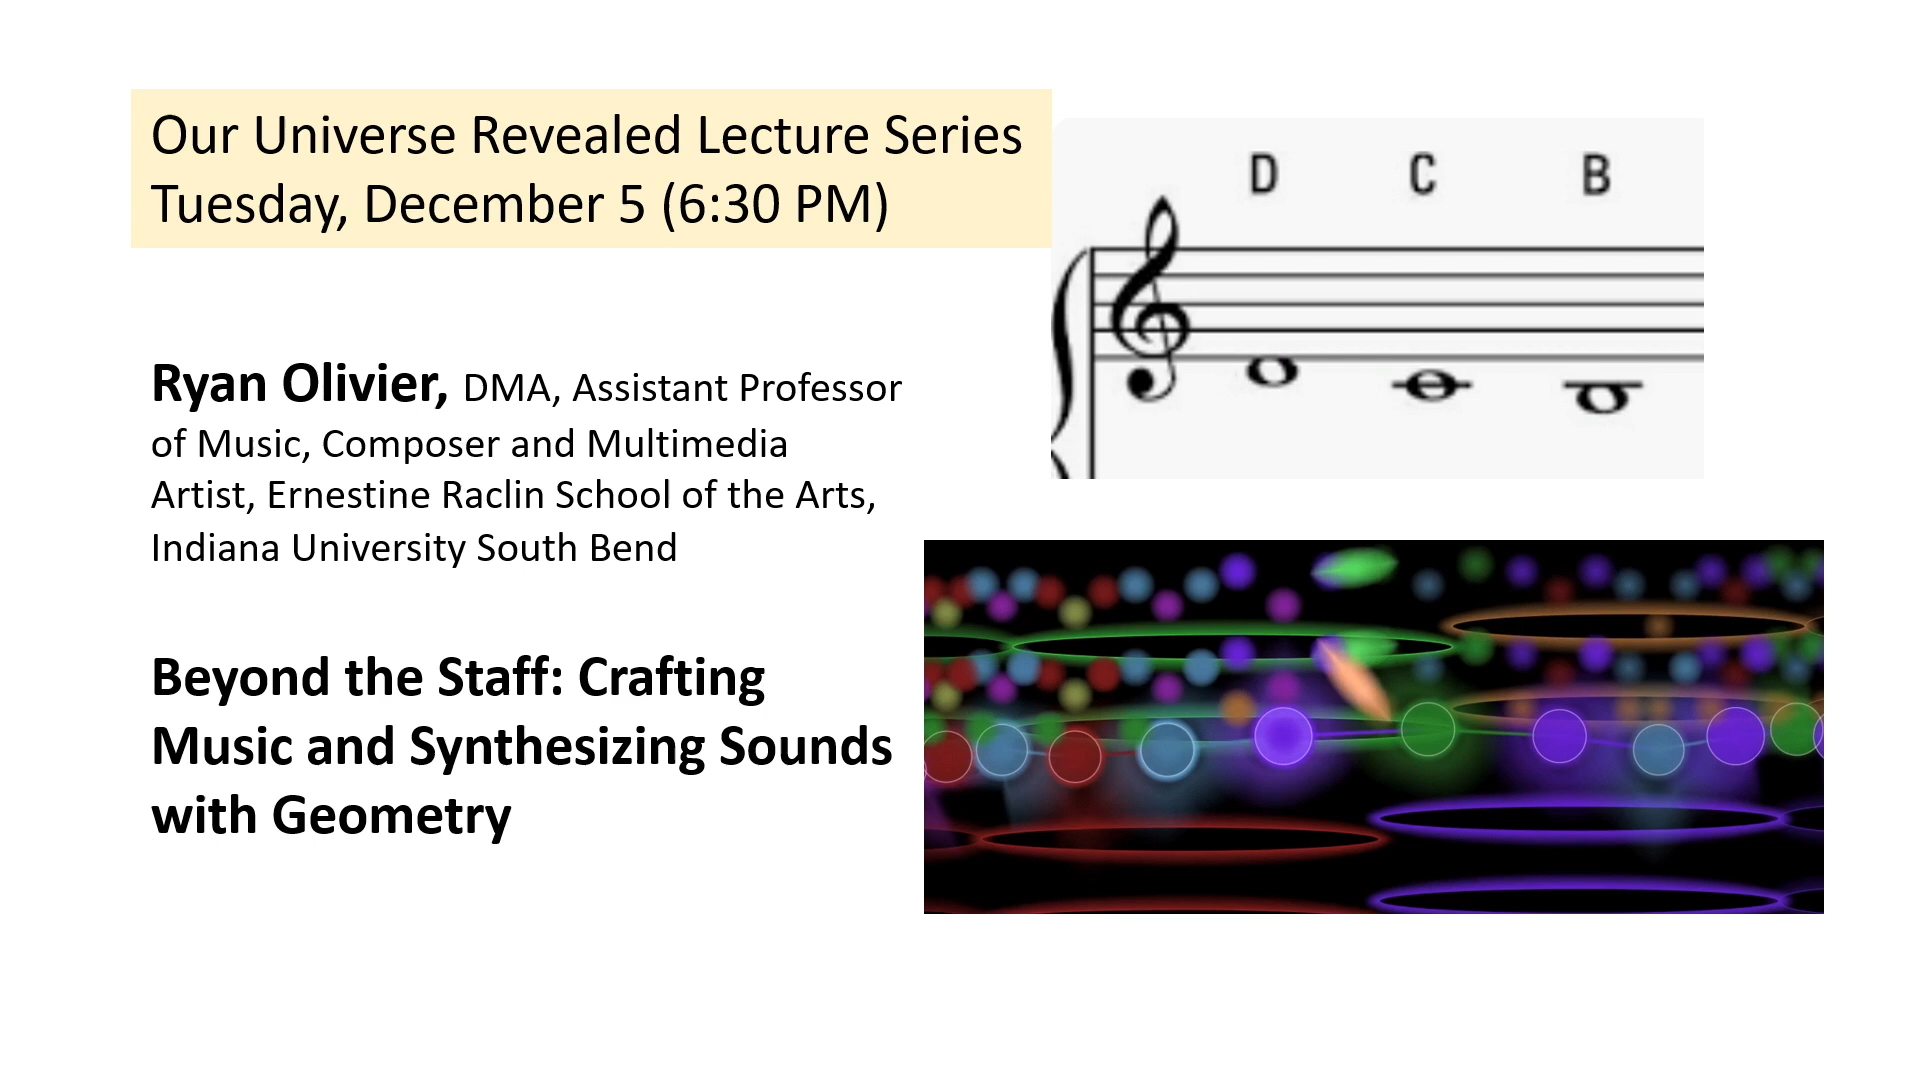 Our Universe Revealed Lecture Series
Tuesday, December 5 (6:30 PM)
D C B
Ryan Olivier, DMA, Assistant Professor
of Music, Composer and Multimedia
Artist, Ernestine Raclin School of the Arts,
Indiana University South Bend
Beyond the Staff: Crafting
Music and Synthesizing Sounds
with Geometry